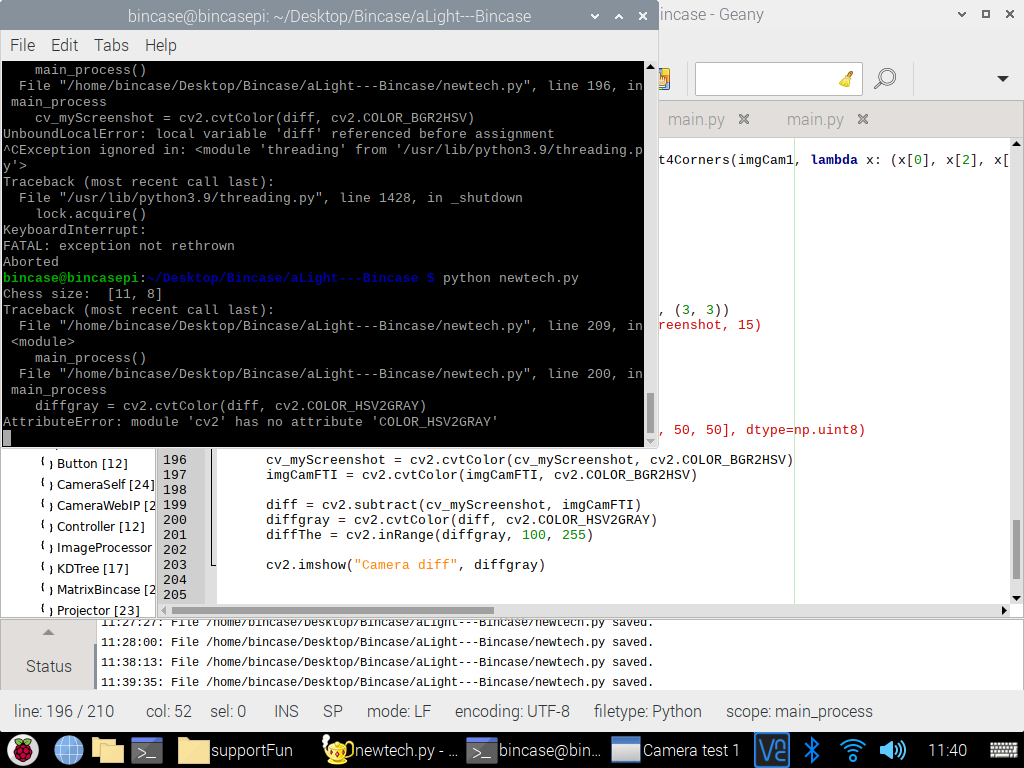 bincase@bincasepi: ~/Desktop/Bincase/aLight---Bincase
incase - Geany
File Edit Tabs Help
main_process()
File "/home/bincase/Desktop/Bincase/aLight---Bincase/newtech.py", line 196, in
main_process
cv_myScreenshot = cv2.cvtColor(diff, cv2.COLOR_BGR2HSV)
UnboundLocalError: local variable 'diff' referenced before assignment
^CException ignored in: <module 'threading' from '/usr/lib/python3.9/threading.p
y'>
Traceback (most recent call last):
File "/usr/lib/python3.9/threading.py", line 1428, in _shutdown
lock.acquire()
KeyboardInterrupt:
FATAL: exception not rethrown
Aborted
bincase@bincasepi:~/Desktop/Bincase/aLight---Bincase $ python newtech.py
Chess size:  [11, 8]
Traceback (most recent call last):
File "/home/bincase/Desktop/Bincase/aLight---Bincase/newtech.py", line 209, in
<module>
main_process()
File "/home/bincase/Desktop/Bincase/aLight---Bincase/newtech.py", line 200, in
main_process
diffgray = cv2.cvtColor(diff, cv2.COLOR_HSV2GRAY)
AttributeError: module 'cv2' has no attribute 'COLOR_HSV2GRAY'
main.py
main.py
t4Corners(imgCam1, lambda x: (x[0], x[2], x[
, (3, 3))
reenshot, 15)
, 50, 50], dtype=np.uint8)
Button [12]
CameraSelf [24]
CameraWebIP [2
Controller [12]
ImageProcessor
KDTree [17]
MatrixBincase [2
Projector [23]
196 cv_myScreenshot = cv2.cvtColor(cv_myScreenshot, cv2.COLOR_BGR2HSV)
197 imgCamFTI = cv2.cvtColor(imgCamFTI, cv2.COLOR_BGR2HSV)
198
199 diff = cv2.subtract(cv_myScreenshot, imgCamFTI)
200 diffgray = cv2.cvtColor(diff, cv2.COLOR_HSV2GRAY)
201 diffThe = cv2.inRange(diffgray, 100, 255)
202
203 cv2.imshow("Camera diff", diffgray)
204
205
Status
11:27:27: File /home/bincase/Desktop/Bincase/aLight---Bincase/newtech.py saved.
11:28:00: File /home/bincase/Desktop/Bincase/aLight---Bincase/newtech.py saved.
11:38:13: File /home/bincase/Desktop/Bincase/aLight---Bincase/newtech.py saved.
11:39:35: File /home/bincase/Desktop/Bincase/aLight---Bincase/newtech.py saved.
line: 196 / 210 col: 52 sel: 0 INS SP mode: LF encoding: UTF-8 filetype: Python scope: main_process
supportFun newtech.py - ... bincase@bin... Camera test 1 11:40